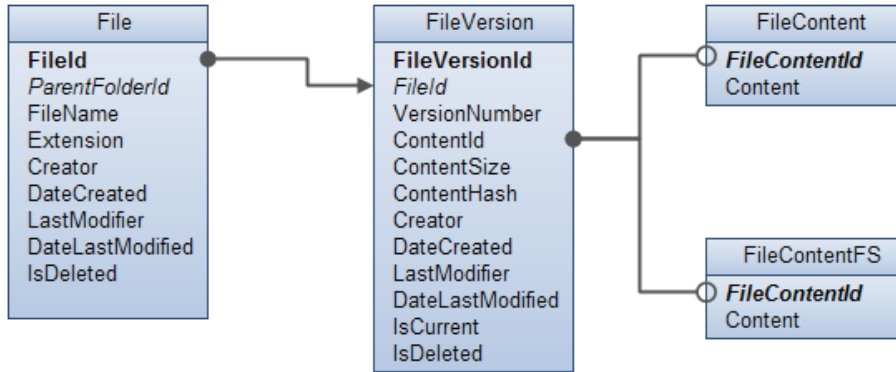 File
FileId
ParentFolderId
FileName
Extension
Creator
DateCreated
LastModifier
DateLastModified
IsDeleted
FileVersion
FileVersionId
FileId
VersionNumber
ContentId
ContentSize
ContentHash
Creator
DateCreated
LastModifier
DateLastModified
IsCurrent
IsDeleted
FileContent
FileContentId
Content
FileContentFS
FileContentId
Content